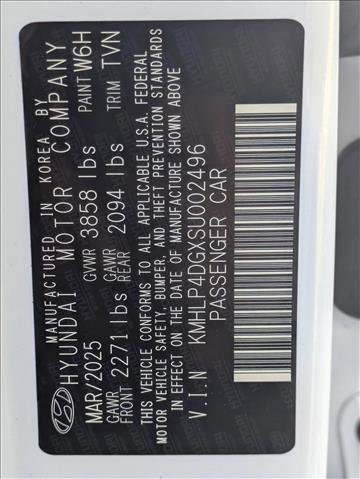 MANUFACTURED IN KOREA BY
HYUNDAI MOTOR COMPANY
MAR/2025 GVWR 3858 lbs PAINT W6H
GAWR FRONT 2271 lbs GAWR REAR 2094 lbs TRIM TVN
THIS VEHICLE CONFORMS TO ALL APPLICABLE U.S.A. FEDERAL
MOTOR VEHICLE SAFETY, BUMPER, AND THEFT PREVENTION STANDARDS
IN EFFECT ON THE DATE OF MANUFACTURE SHOWN ABOVE
V.I.N KMHLP4DGXSU002496
PASSENGER CAR